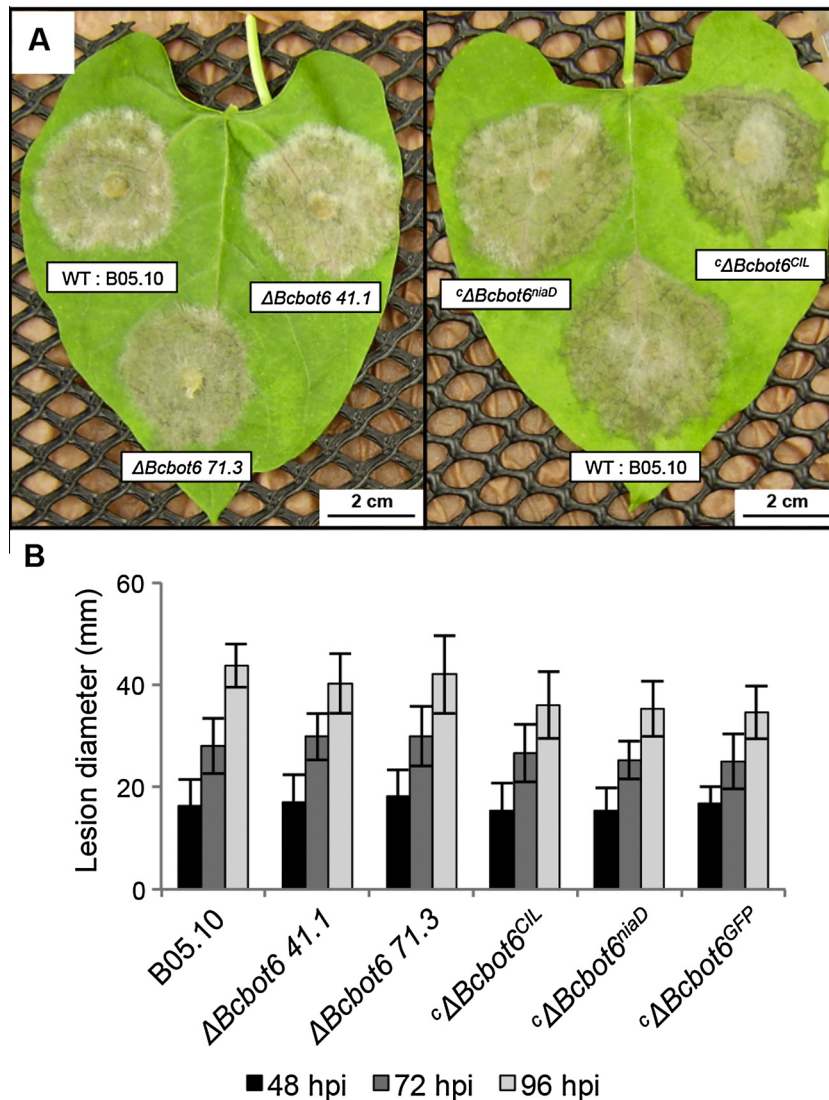 A
WT : B05.10
ΔBcbot6 41.1
ΔBcbot6 71.3
2 cm
cΔBcbot6niaD
cΔBcbot6CIL
WT : B05.10
2 cm
B
Lesion diameter (mm)
60
40
20
0
B05.10
ΔBcbot6 41.1
ΔBcbot6 71.3
cΔBcbot6CIL
cΔBcbot6niaD
cΔBcbot6GFP
48 hpi 72 hpi 96 hpi